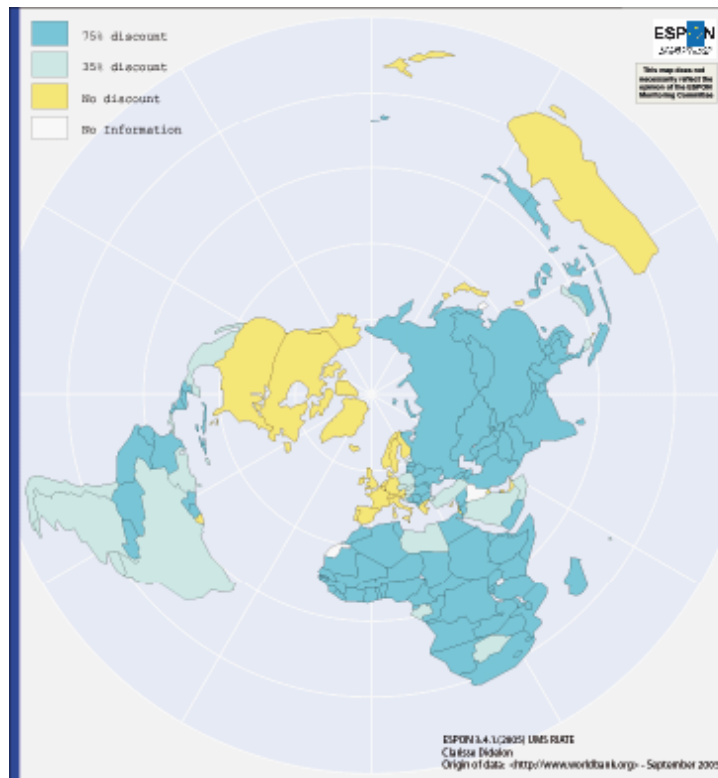 75% discount
35% discount
No discount
No Information
ESPON
This map does not
necessarily reflect the
opinion of the ESPON
Monitoring Committee
ESPON 3.4.1 (2005) UMS RIATE
Clarisse Didelon
Origin of data: <http://www.worldbank.org> - September 2005